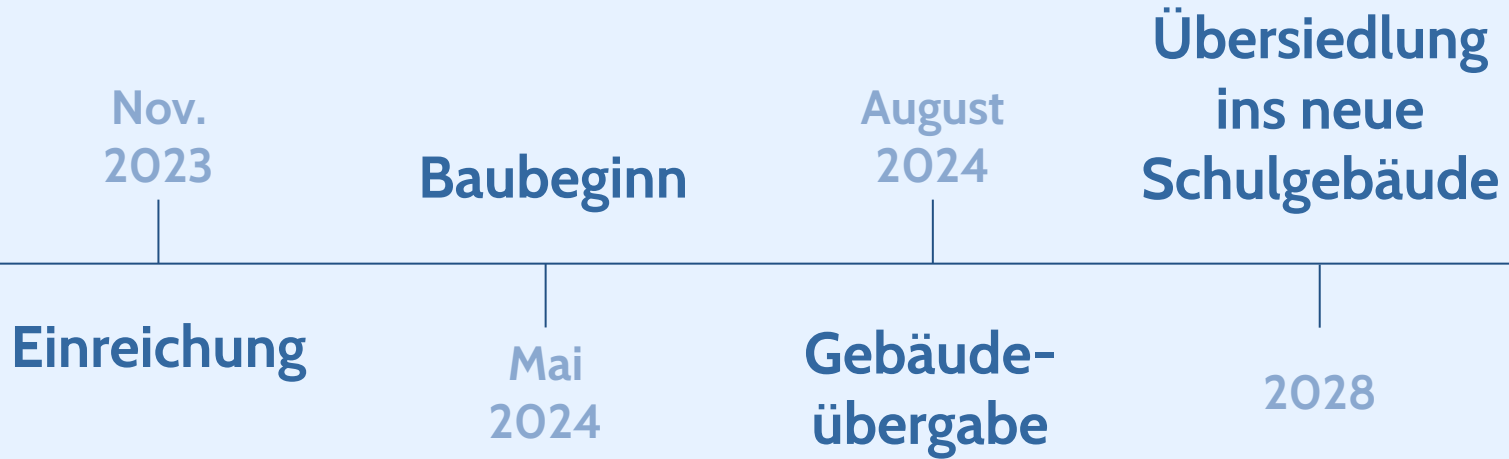 Nov.
2023
Einreichung
Baubeginn
Mai
2024
August
2024
Gebäude-
übergabe
Übersiedlung
ins neue
Schulgebäude
2028